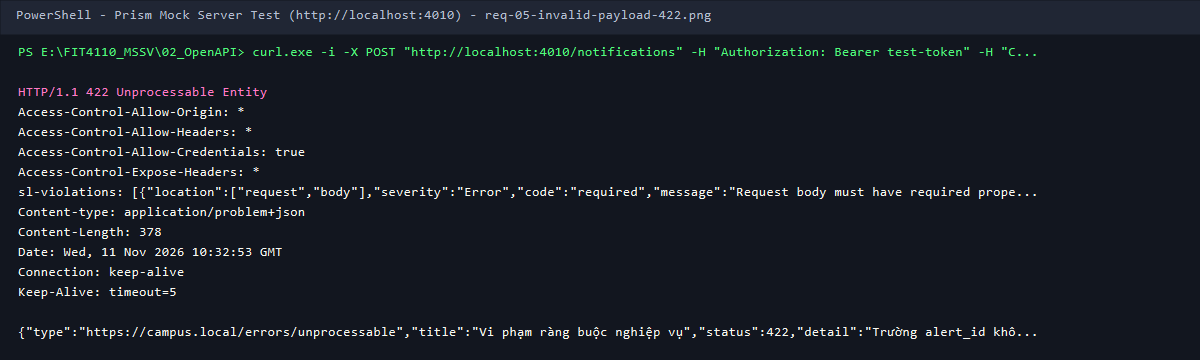 PowerShell - Prism Mock Server Test (http://localhost:4010) - req-05-invalid-payload-422.png
PS E:\FIT4110_MSSV\02_OpenAPI> curl.exe -i -X POST "http://localhost:4010/notifications" -H "Authorization: Bearer test-token" -H "C...
HTTP/1.1 422 Unprocessable Entity
Access-Control-Allow-Origin: *
Access-Control-Allow-Headers: *
Access-Control-Allow-Credentials: true
Access-Control-Expose-Headers: *
sl-violations: [{"location":["request","body"],"severity":"Error","code":"required","message":"Request body must have required prope...
Content-type: application/problem+json
Content-Length: 378
Date: Wed, 11 Nov 2026 10:32:53 GMT
Connection: keep-alive
Keep-Alive: timeout=5
{"type":"https://campus.local/errors/unprocessable","title":"Vi phạm ràng buộc nghiệp vụ","status":422,"detail":"Trường alert_id khô...